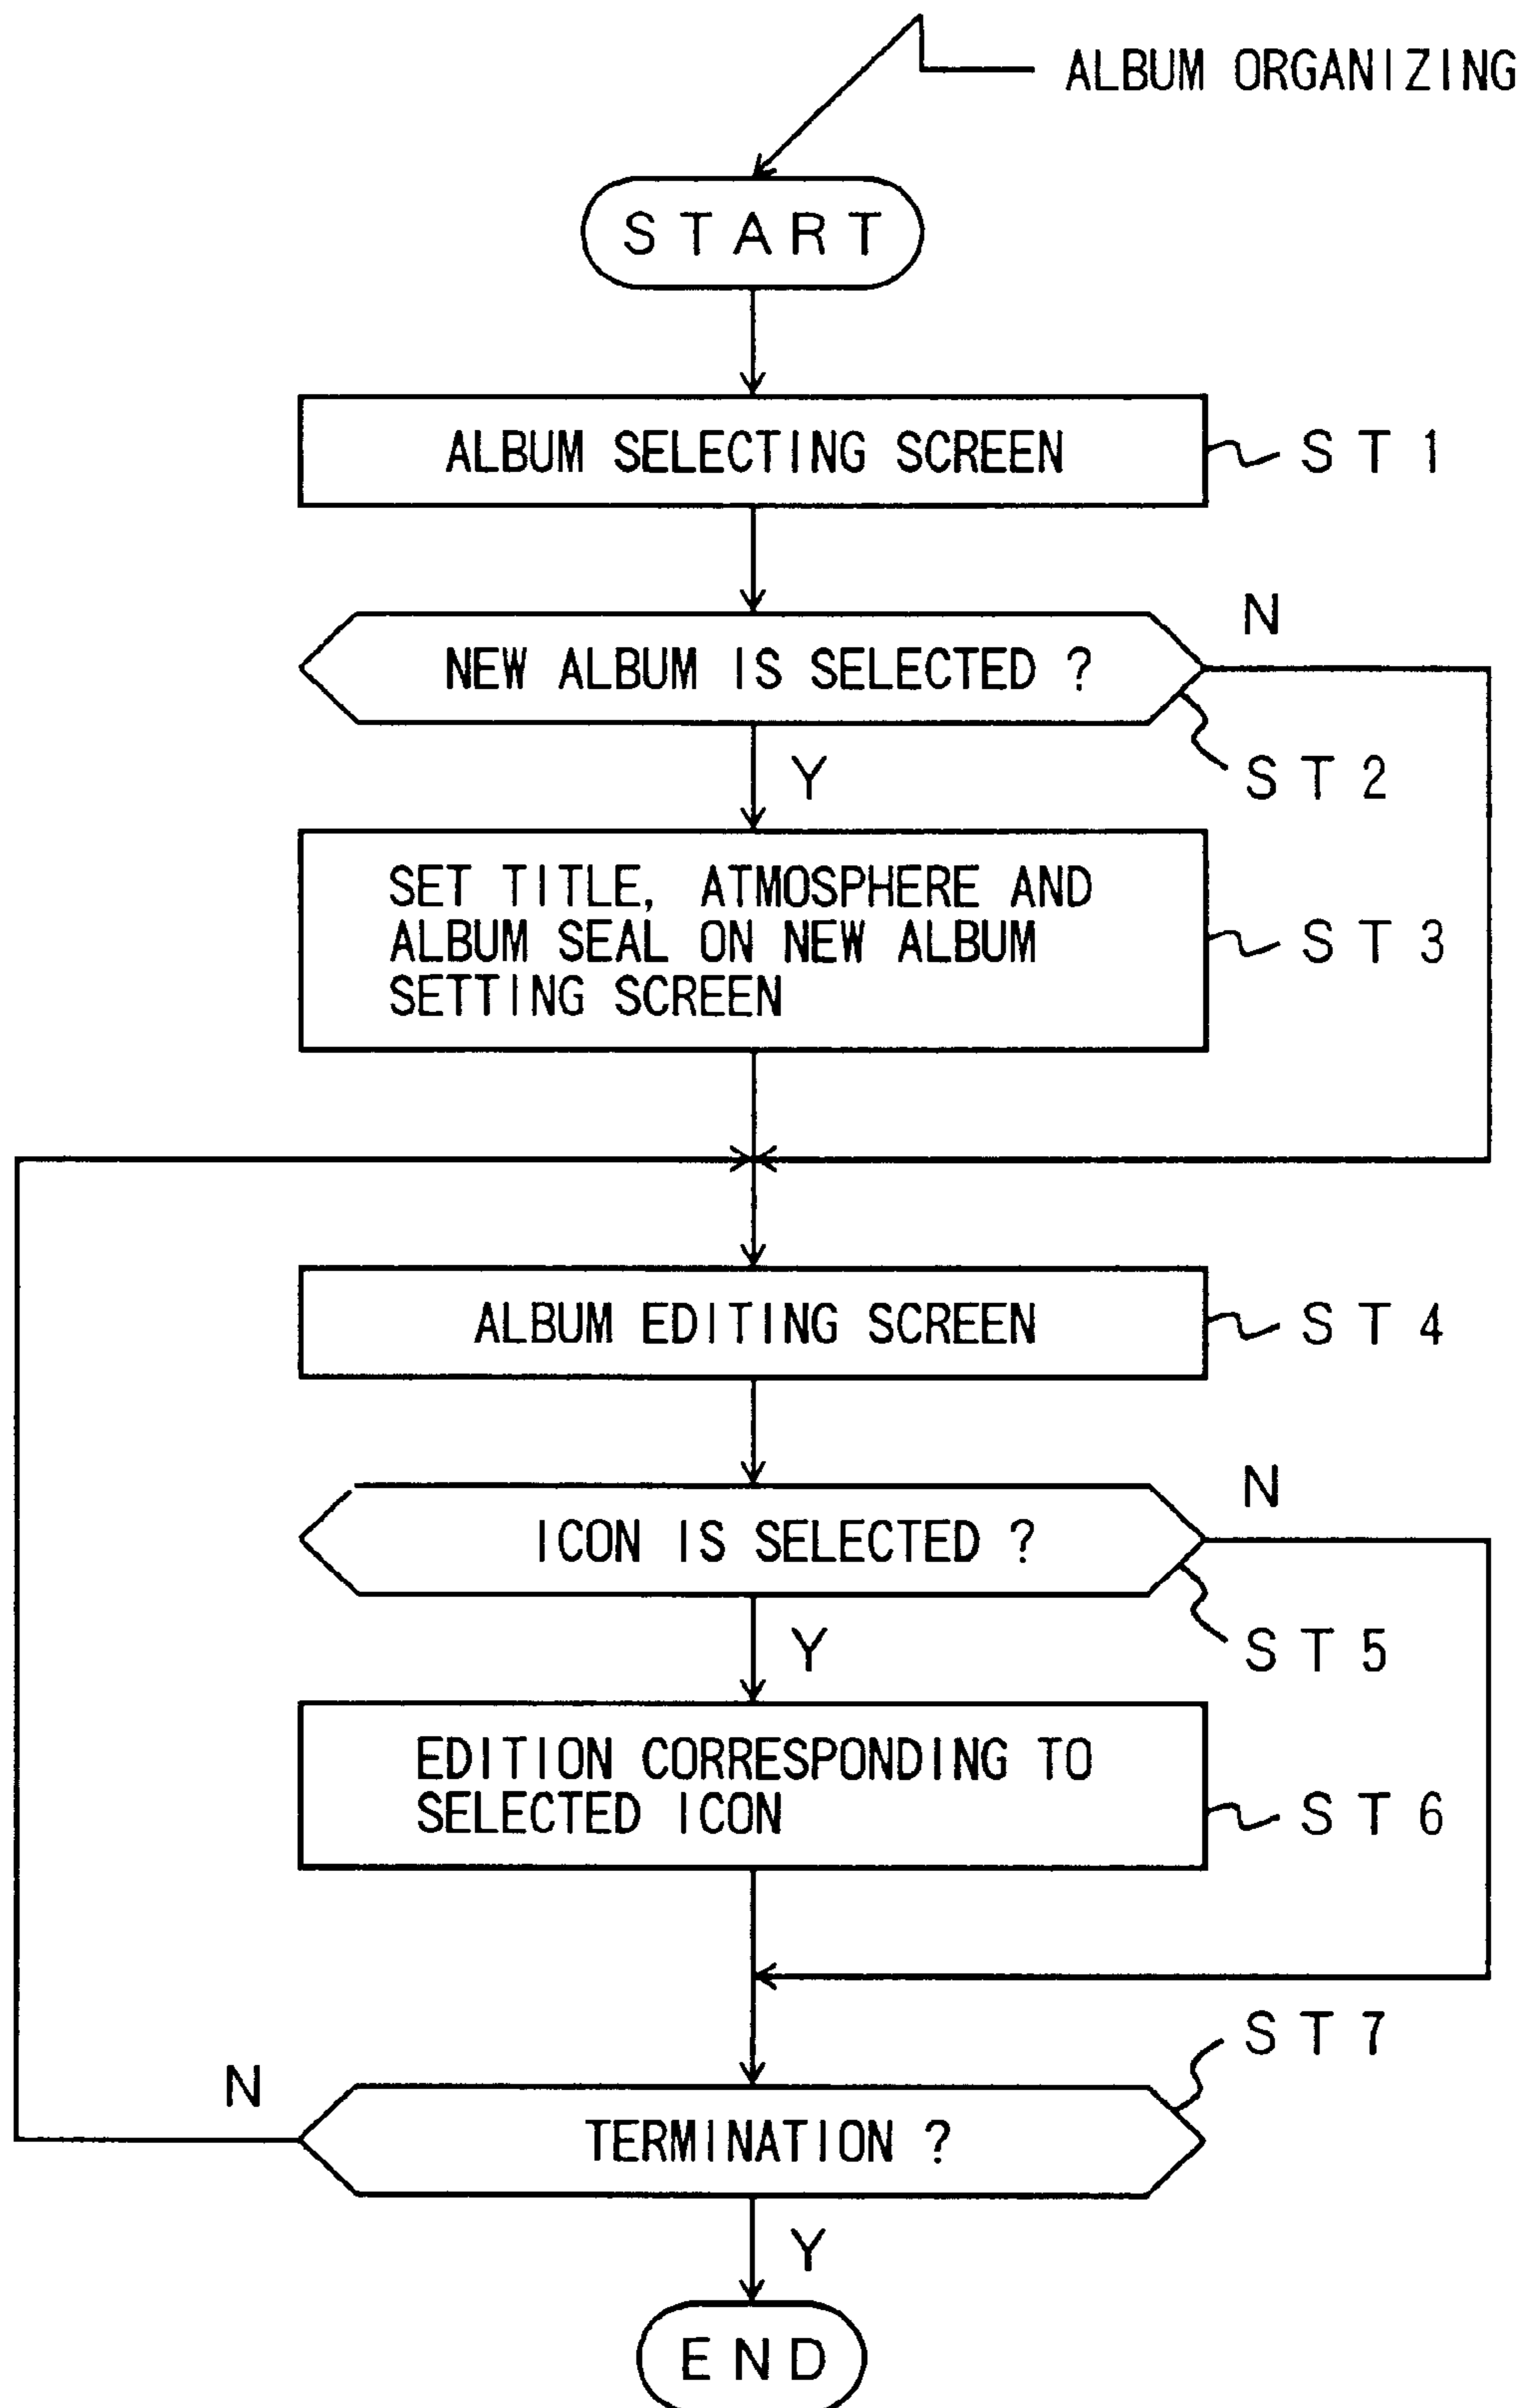 ALBUM ORGANIZING
START
ALBUM SELECTING SCREEN
ST1
N
NEW ALBUM IS SELECTED ?
ST2
Y
SET TITLE, ATMOSPHERE AND
ALBUM SEAL ON NEW ALBUM
SETTING SCREEN
ST3
ALBUM EDITING SCREEN
ST4
N
ICON IS SELECTED ?
ST5
Y
EDITION CORRESPONDING TO
SELECTED ICON
ST6
ST7
N
TERMINATION ?
Y
END